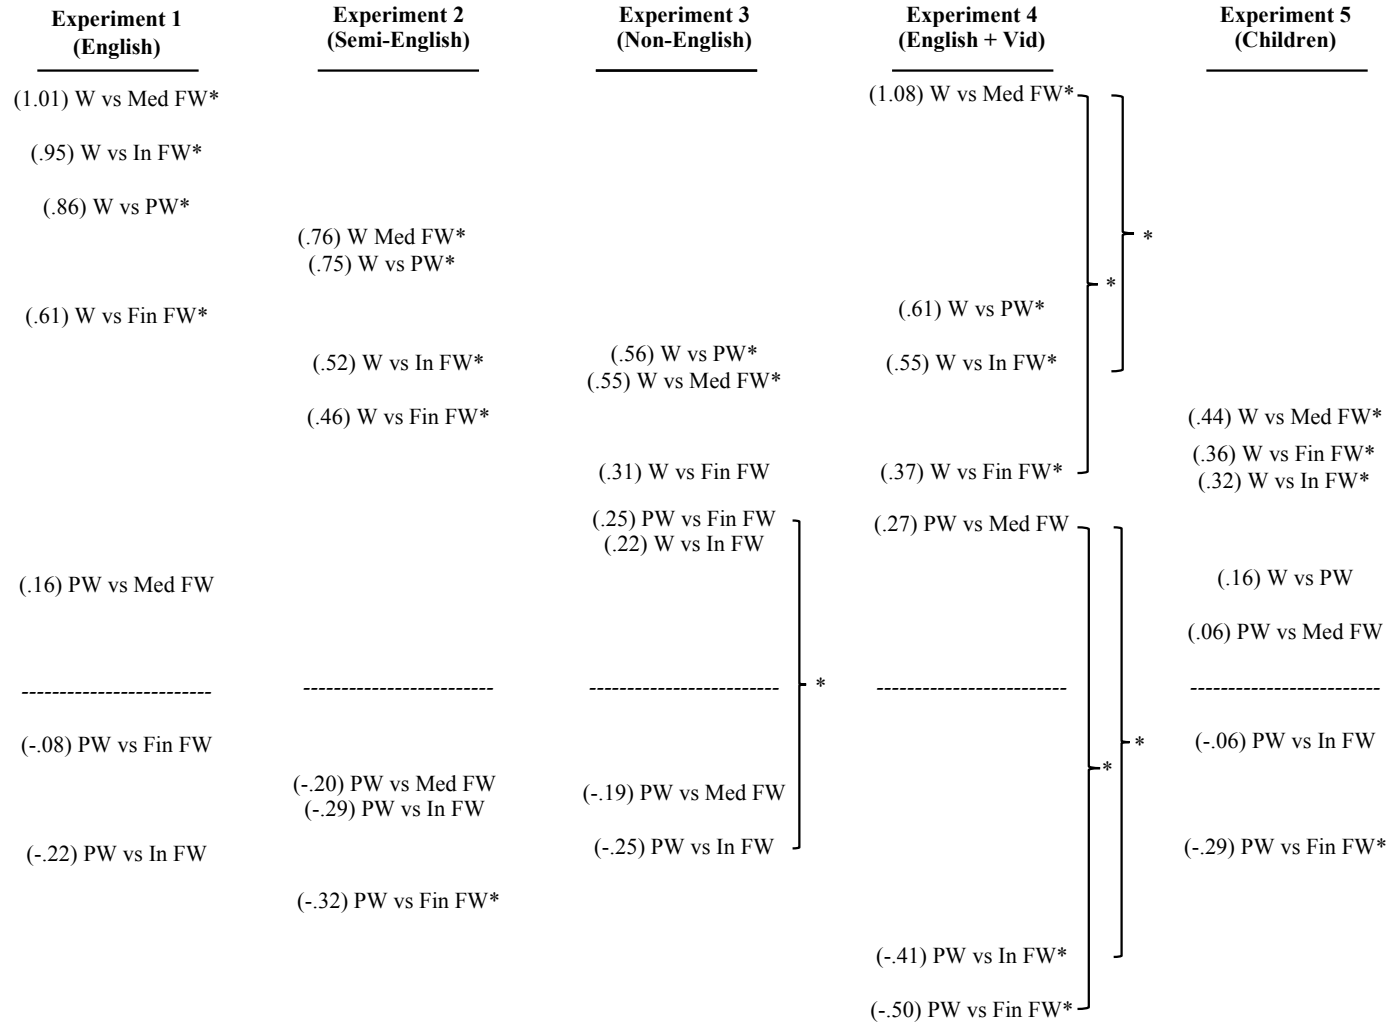 Experiment 1
(English)
(1.01) W vs Med FW*
(.95) W vs In FW*
(.86) W vs PW*
(.61) W vs Fin FW*
(.16) PW vs Med FW
-------------------------
(-.08) PW vs Fin FW
(-.22) PW vs In FW
Experiment 2
(Semi-English)
(.76) W Med FW*
(.75) W vs PW*
(.52) W vs In FW*
(.46) W vs Fin FW*
-------------------------
(-.20) PW vs Med FW
(-.29) PW vs In FW
(-.32) PW vs Fin FW*
Experiment 3
(Non-English)
(.56) W vs PW*
(.55) W vs Med FW*
(.31) W vs Fin FW
(.25) PW vs Fin FW
(.22) W vs In FW
-------------------------
*
(-.19) PW vs Med FW
(-.25) PW vs In FW
Experiment 4
(English + Vid)
(1.08) W vs Med FW*
*
*
(.61) W vs PW*
(.55) W vs In FW*
(.37) W vs Fin FW*
(.27) PW vs Med FW
-------------------------
*
*
(-.41) PW vs In FW*
(-.50) PW vs Fin FW*
Experiment 5
(Children)
(.44) W vs Med FW*
(.36) W vs Fin FW*
(.32) W vs In FW*
(.16) W vs PW
(.06) PW vs Med FW
-------------------------
(-.06) PW vs In FW
(-.29) PW vs Fin FW*